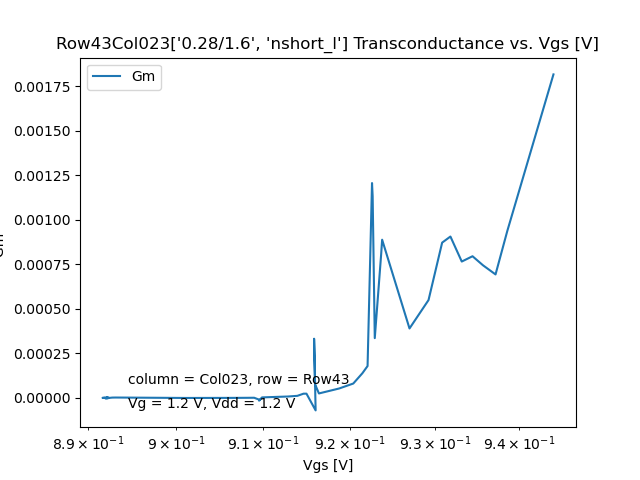 Row43Col023['0.28/1.6', 'nshort_l'] Transconductance vs. Vgs [V]
Gm
0.00175
0.00150
0.00125
0.00100
0.00075
0.00050
0.00025
0.00000
column = Col023, row = Row43
Vg = 1.2 V, Vdd = 1.2 V
8.9 × 10⁻¹ 9 × 10⁻¹ 9.1 × 10⁻¹ 9.2 × 10⁻¹ 9.3 × 10⁻¹ 9.4 × 10⁻¹
Vgs [V]